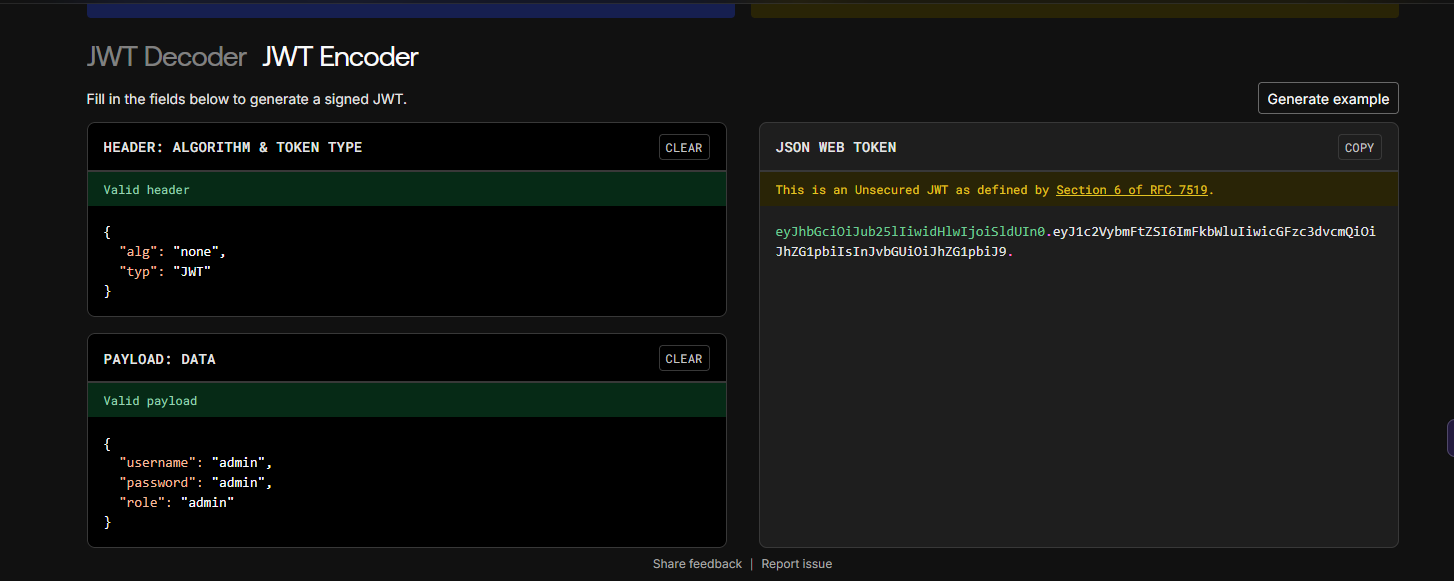 JWT Decoder JWT Encoder
Fill in the fields below to generate a signed JWT.
Generate example
HEADER: ALGORITHM & TOKEN TYPE
CLEAR
Valid header
{
"alg": "none",
"typ": "JWT"
}
PAYLOAD: DATA
CLEAR
Valid payload
{
"username": "admin",
"password": "admin",
"role": "admin"
}
JSON WEB TOKEN
COPY
This is an Unsecured JWT as defined by Section 6 of RFC 7519.
eyJhbGciOiJub25lIiwidHlwIjoiSldUIn0.eyJ1c2VybmFtZSI6ImFkbWluIiwicGFzc3dvcmQiOi
JhZG1pbiIsInJvbGUiOiJhZG1pbiJ9.
Share feedback | Report issue